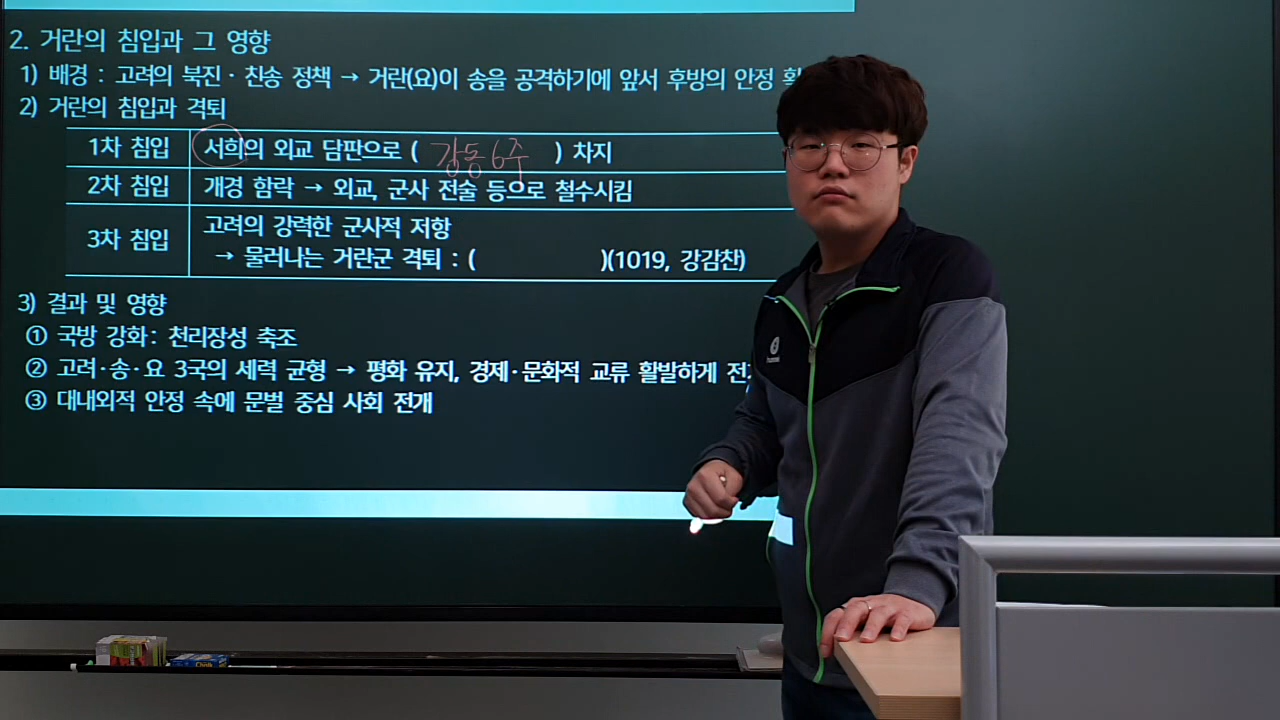 2. 거란의 침입과 그 영향
1) 배경 : 고려의 북진 · 친송 정책 → 거란(요)이 송을 공격하기에 앞서 후방의 안정
2) 거란의 침입과 격퇴
1차 침입 서희의 외교 담판으로 ( 강동6주 ) 차지
2차 침입 개경 함락 → 외교, 군사 전술 등으로 철수시킴
3차 침입 고려의 강력한 군사적 저항
→ 물러나는 거란군 격퇴 : ( )(1019, 강감찬)
3) 결과 및 영향
① 국방 강화: 천리장성 축조
② 고려·송·요 3국의 세력 균형 → 평화 유지, 경제·문화적 교류 활발하게
③ 대내외적 안정 속에 문벌 중심 사회 전개